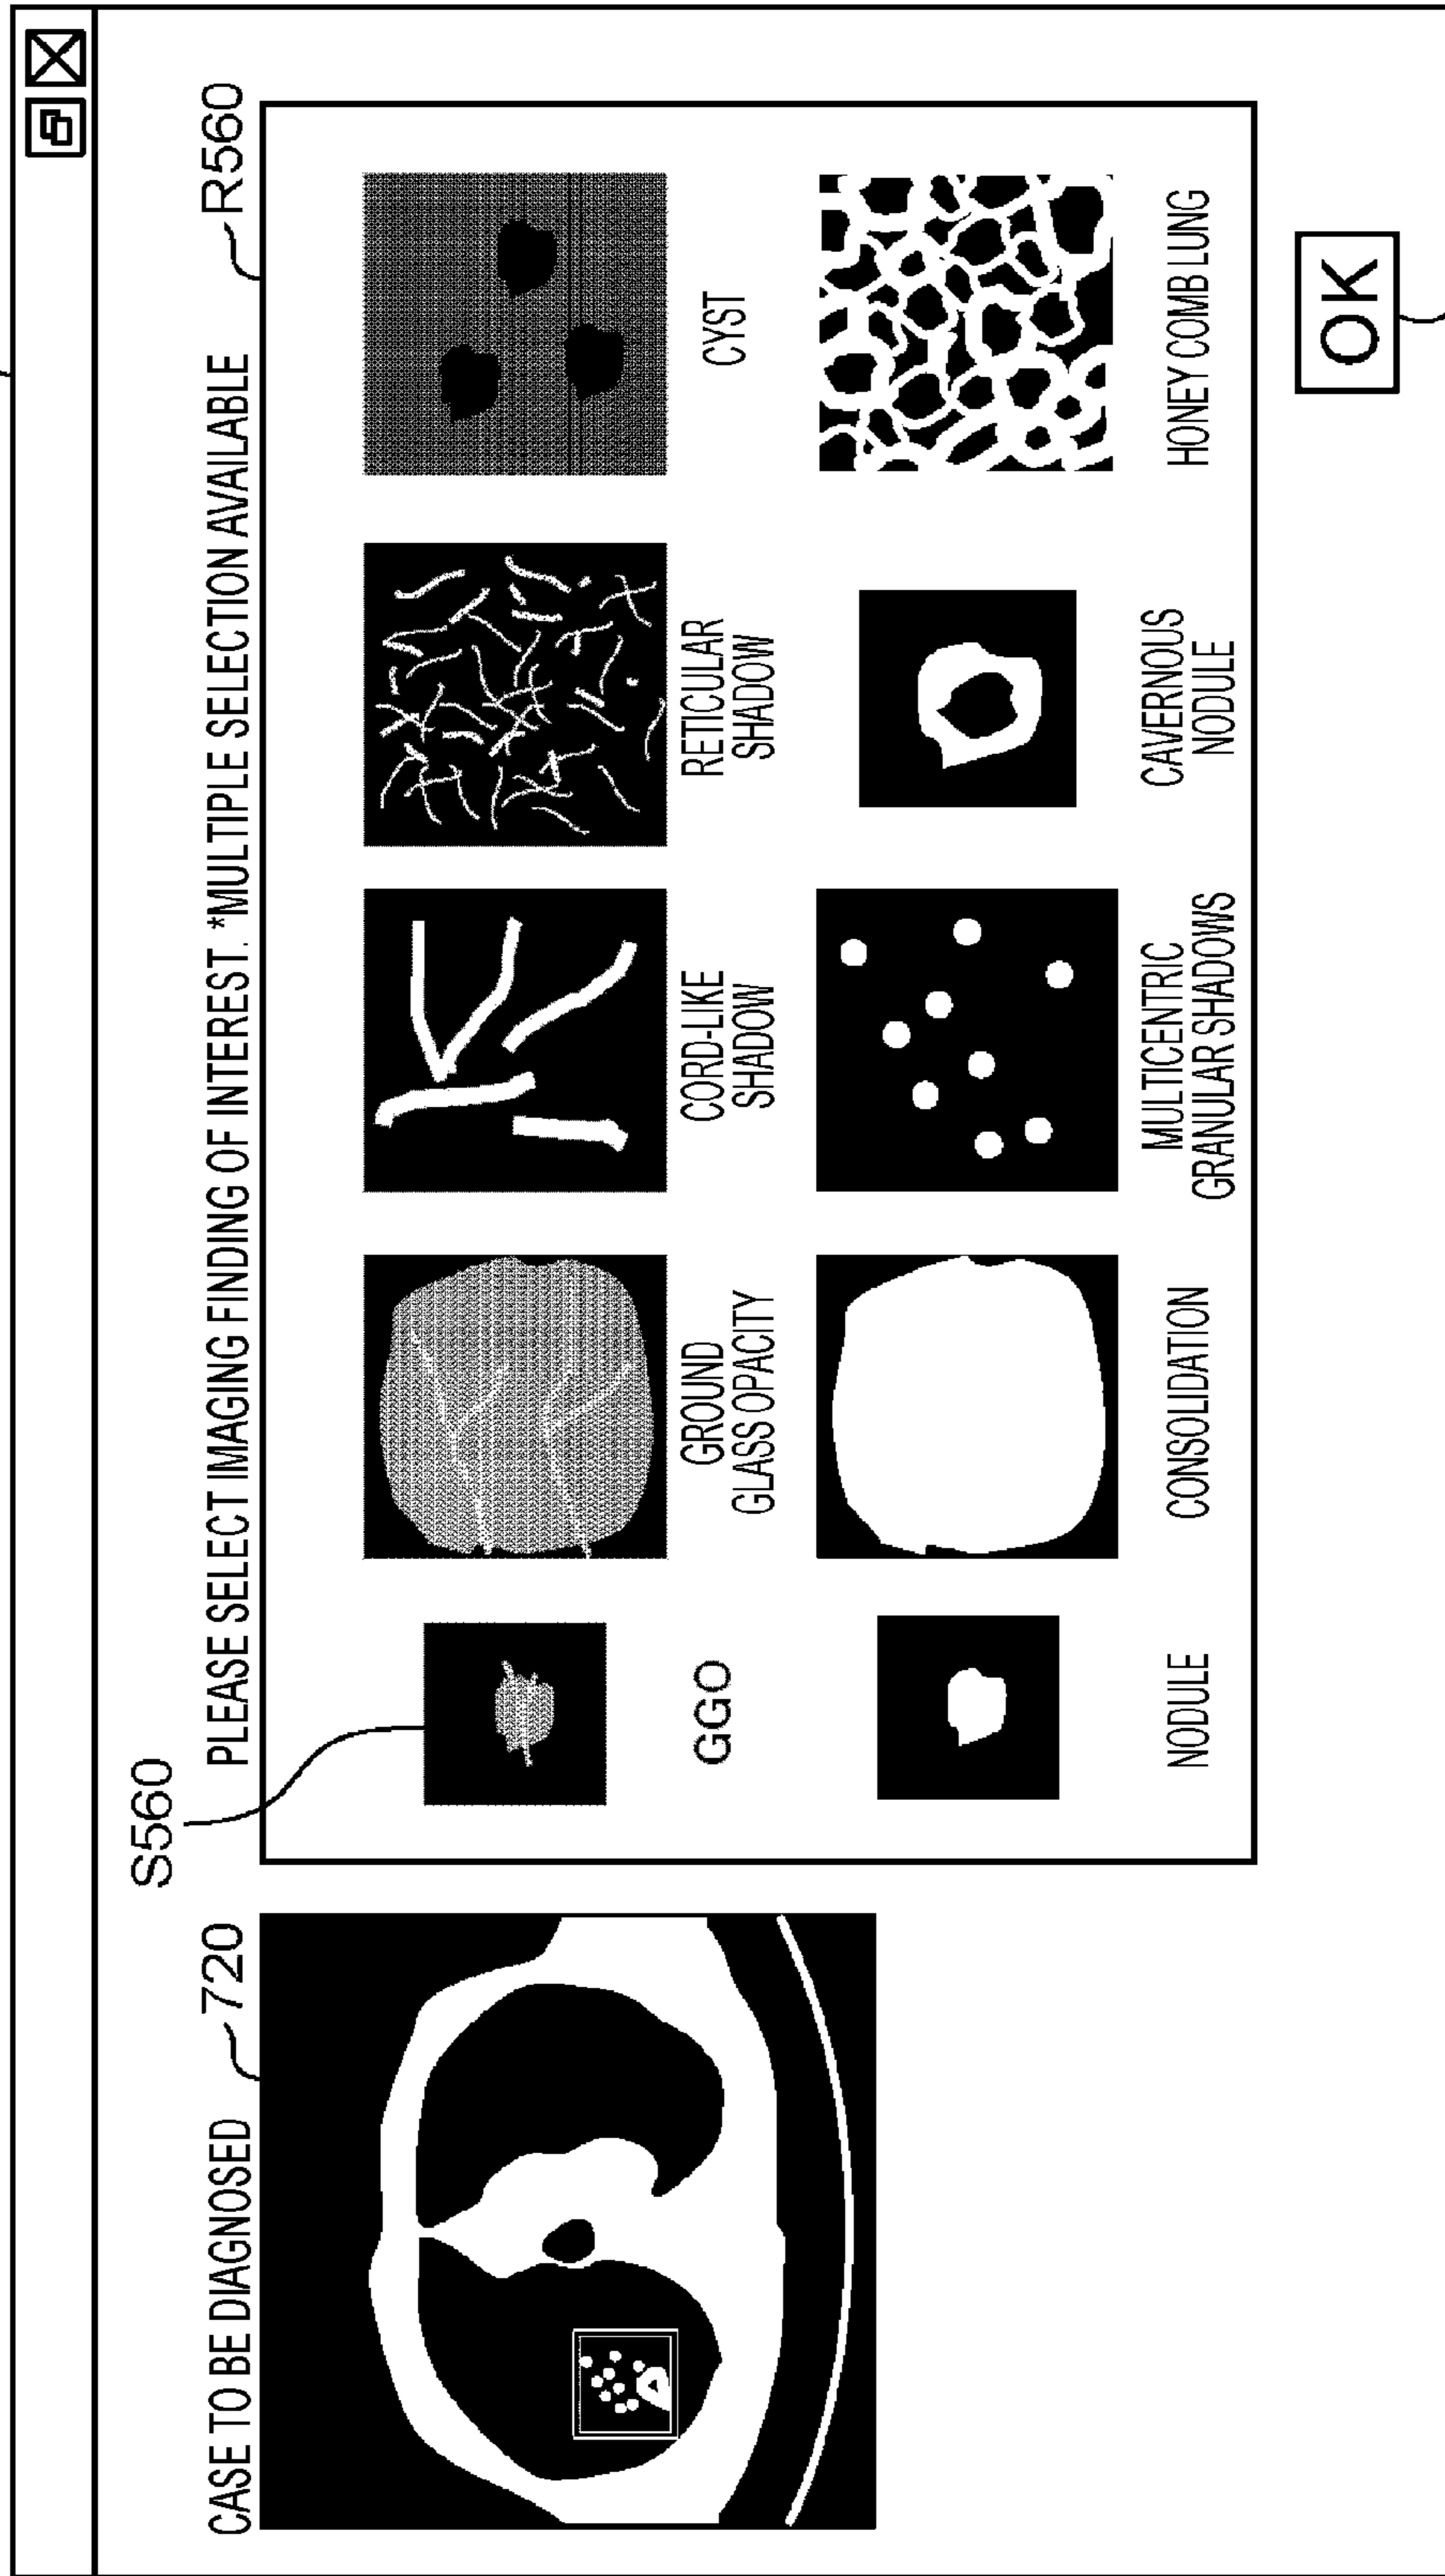 S560
CASE TO BE DIAGNOSED
720
PLEASE SELECT IMAGING FINDING OF INTEREST. *MULTIPLE SELECTION AVAILABLE
R560
GGO
GROUND
GLASS OPACITY
CORD-LIKE
SHADOW
RETICULAR
SHADOW
CYST
NODULE
CONSOLIDATION
MULTICENTRIC
GRANULAR SHADOWS
CAVERNOUS
NODULE
HONEY COMB LUNG
OK